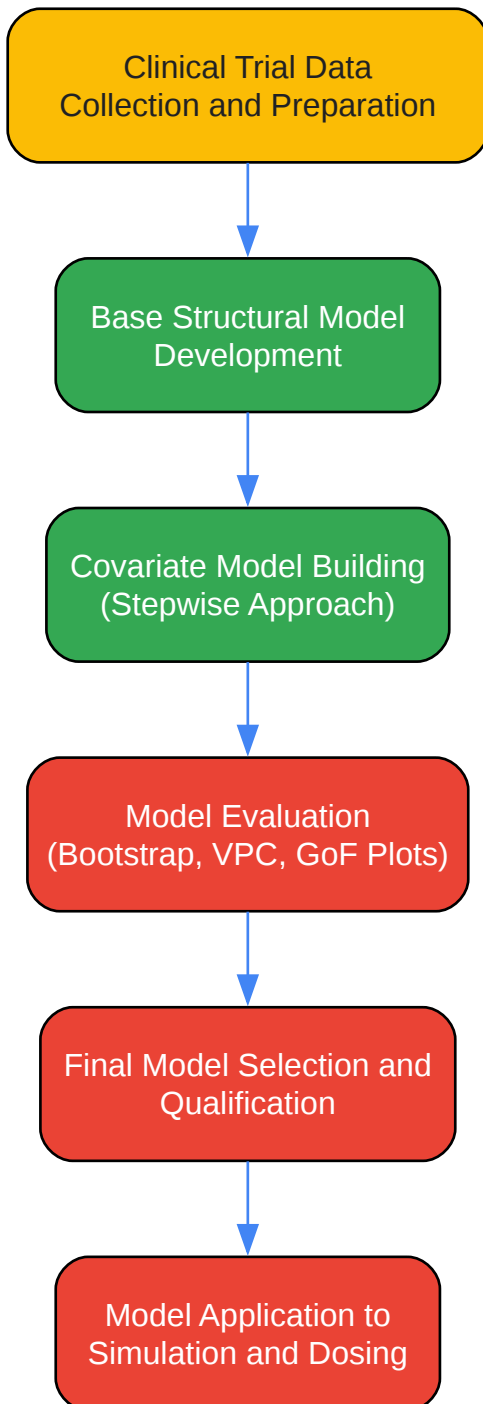 Clinical Trial Data
Collection and Preparation
Base Structural Model
Development
Covariate Model Building
(Stepwise Approach)
Model Evaluation
(Bootstrap, VPC, GoF Plots)
Final Model Selection and
Qualification
Model Application to
Simulation and Dosing